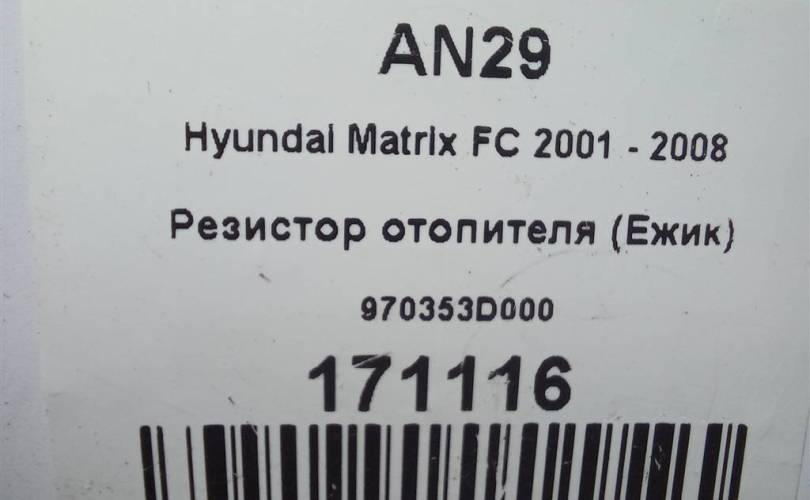 AN29
Hyundai Matrix FC 2001 - 2008
Резистор отопителя (Ежик)
970353D000
171116